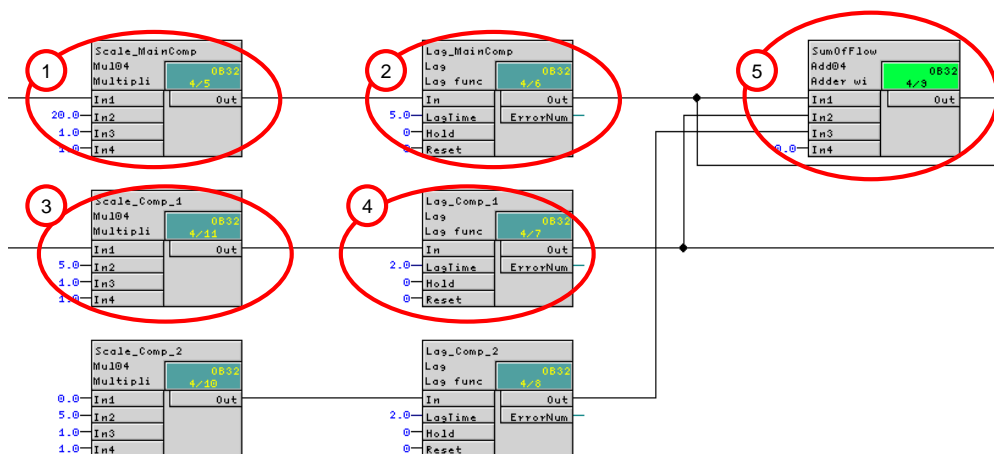 1
Scale_MainComp
Mul04
Multipli
OB32
4/5
In1
Out
20.0
In2
1.0
In3
1.0
In4
2
Lag_MainComp
Lag
Lag func
OB32
4/6
In
Out
5.0
LagTime
ErrorNum
0
Hold
0
Reset
5
SumOfFlow
Add04
Adder wi
OB32
4/9
In1
Out
In2
In3
0.0
In4
3
Scale_Comp_1
Mul04
Multipli
OB32
4/11
In1
Out
5.0
In2
1.0
In3
1.0
In4
4
Lag_Comp_1
Lag
Lag func
OB32
4/7
In
Out
2.0
LagTime
ErrorNum
0
Hold
0
Reset
Scale_Comp_2
Mul04
Multipli
OB32
4/10
0.0
In1
Out
5.0
In2
1.0
In3
1.0
In4
Lag_Comp_2
Lag
Lag func
OB32
4/8
In
Out
2.0
LagTime
ErrorNum
0
Hold
0
Reset